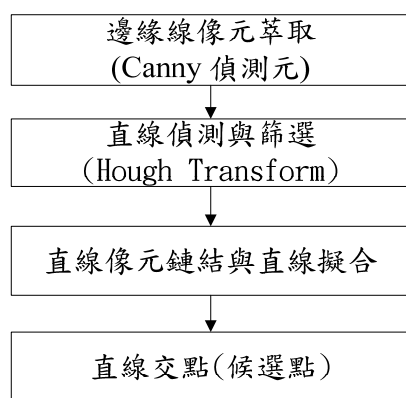 邊緣線像元萃取
(Canny 偵測元)
直線偵測與篩選
(Hough Transform)
直線像元鏈結與直線擬合
直線交點(候選點)